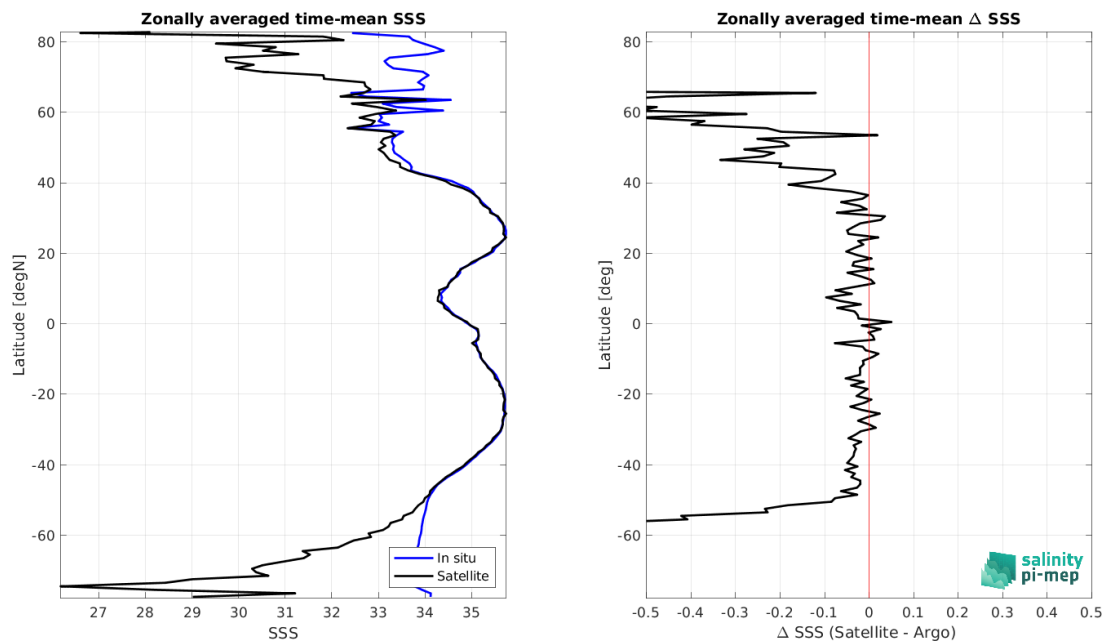 Zonally averaged time-mean SSS
80
60
40
20
0
-20
-40
-60
Latitude [degN]
27 28 29 30 31 32 33 34 35
SSS
In situ
Satellite
Zonally averaged time-mean Δ SSS
80
60
40
20
0
-20
-40
-60
Latitude [deg]
-0.5 -0.4 -0.3 -0.2 -0.1 0 0.1 0.2 0.3 0.4 0.5
Δ SSS (Satellite - Argo)
salinity
pi-mep